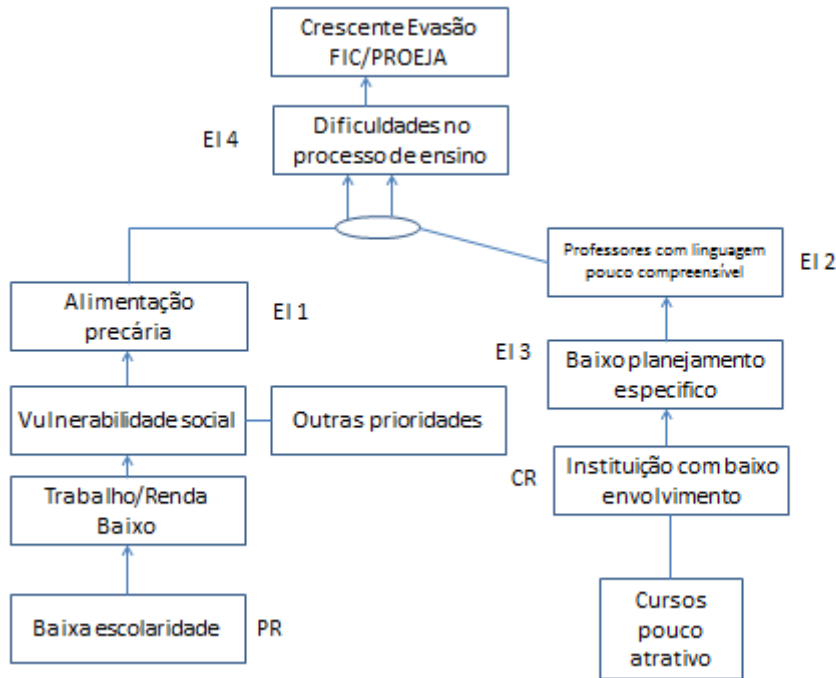 Crescente Evasão
FIC/PROEJA
EI 4
Dificuldades no
processo de ensino
Professores com linguagem
pouco compreensível
EI 2
Alimentação
precária
EI 1
EI 3
Baixo planejamento
especifico
Vulnerabilidade social
Outras prioridades
CR
Instituição com baixo
envolvimento
Trabalho/Renda
Baixo
Baixa escolaridade
PR
Cursos
pouco
atrativo